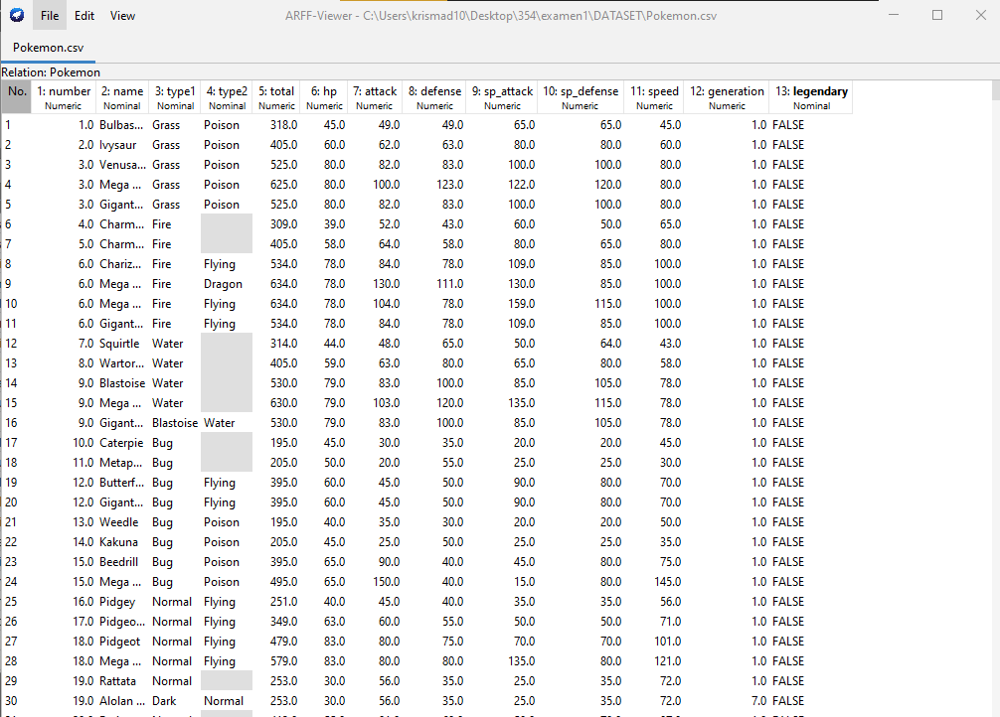 File Edit View ARFF-Viewer - C:\Users\krismad10\Desktop\354\examen1\DATASET\Pokemon.csv
Pokemon.csv
Relation: Pokemon
No. 1: number 2: name 3: type1 4: type2 5: total 6: hp 7: attack 8: defense 9: sp_attack 10: sp_defense 11: speed 12: generation 13: legendary
Numeric Nominal Nominal Nominal Numeric Numeric Numeric Numeric Numeric Numeric Numeric Numeric Nominal
1 1.0 Bulbas... Grass Poison 318.0 45.0 49.0 49.0 65.0 65.0 45.0 1.0 FALSE
2 2.0 Ivysaur Grass Poison 405.0 60.0 62.0 63.0 80.0 80.0 60.0 1.0 FALSE
3 3.0 Venusa... Grass Poison 525.0 80.0 82.0 83.0 100.0 100.0 80.0 1.0 FALSE
4 3.0 Mega ... Grass Poison 625.0 80.0 100.0 123.0 122.0 120.0 80.0 1.0 FALSE
5 3.0 Gigant... Grass Poison 525.0 80.0 82.0 83.0 100.0 100.0 80.0 1.0 FALSE
6 4.0 Charm... Fire 309.0 39.0 52.0 43.0 60.0 50.0 65.0 1.0 FALSE
7 5.0 Charm... Fire 405.0 58.0 64.0 58.0 80.0 65.0 80.0 1.0 FALSE
8 6.0 Chariz... Fire Flying 534.0 78.0 84.0 78.0 109.0 85.0 100.0 1.0 FALSE
9 6.0 Mega ... Fire Dragon 634.0 78.0 130.0 111.0 130.0 85.0 100.0 1.0 FALSE
10 6.0 Mega ... Fire Flying 634.0 78.0 104.0 78.0 159.0 115.0 100.0 1.0 FALSE
11 6.0 Gigant... Fire Flying 534.0 78.0 84.0 78.0 109.0 85.0 100.0 1.0 FALSE
12 7.0 Squirtle Water 314.0 44.0 48.0 65.0 50.0 64.0 43.0 1.0 FALSE
13 8.0 Wartor... Water 405.0 59.0 63.0 80.0 65.0 80.0 58.0 1.0 FALSE
14 9.0 Blastoise Water 530.0 79.0 83.0 100.0 85.0 105.0 78.0 1.0 FALSE
15 9.0 Mega ... Water 630.0 79.0 103.0 120.0 135.0 115.0 78.0 1.0 FALSE
16 9.0 Gigant... Blastoise Water 530.0 79.0 83.0 100.0 85.0 105.0 78.0 1.0 FALSE
17 10.0 Caterpie Bug 195.0 45.0 30.0 35.0 20.0 20.0 45.0 1.0 FALSE
18 11.0 Metap... Bug 205.0 50.0 20.0 55.0 25.0 25.0 30.0 1.0 FALSE
19 12.0 Butterf... Bug Flying 395.0 60.0 45.0 50.0 90.0 80.0 70.0 1.0 FALSE
20 12.0 Gigant... Bug Flying 395.0 60.0 45.0 50.0 90.0 80.0 70.0 1.0 FALSE
21 13.0 Weedle Bug Poison 195.0 40.0 35.0 30.0 20.0 20.0 50.0 1.0 FALSE
22 14.0 Kakuna Bug Poison 205.0 45.0 25.0 50.0 25.0 25.0 35.0 1.0 FALSE
23 15.0 Beedrill Bug Poison 395.0 65.0 90.0 40.0 45.0 80.0 75.0 1.0 FALSE
24 15.0 Mega ... Bug Poison 495.0 65.0 150.0 40.0 15.0 80.0 145.0 1.0 FALSE
25 16.0 Pidgey Normal Flying 251.0 40.0 45.0 40.0 35.0 35.0 56.0 1.0 FALSE
26 17.0 Pidgeo... Normal Flying 349.0 63.0 60.0 55.0 50.0 50.0 71.0 1.0 FALSE
27 18.0 Pidgeot Normal Flying 479.0 83.0 80.0 75.0 70.0 70.0 101.0 1.0 FALSE
28 18.0 Mega ... Normal Flying 579.0 83.0 80.0 80.0 135.0 80.0 121.0 1.0 FALSE
29 19.0 Rattata Normal 253.0 30.0 56.0 35.0 25.0 35.0 72.0 1.0 FALSE
30 19.0 Alolan ... Dark Normal 253.0 30.0 56.0 35.0 25.0 35.0 72.0 7.0 FALSE